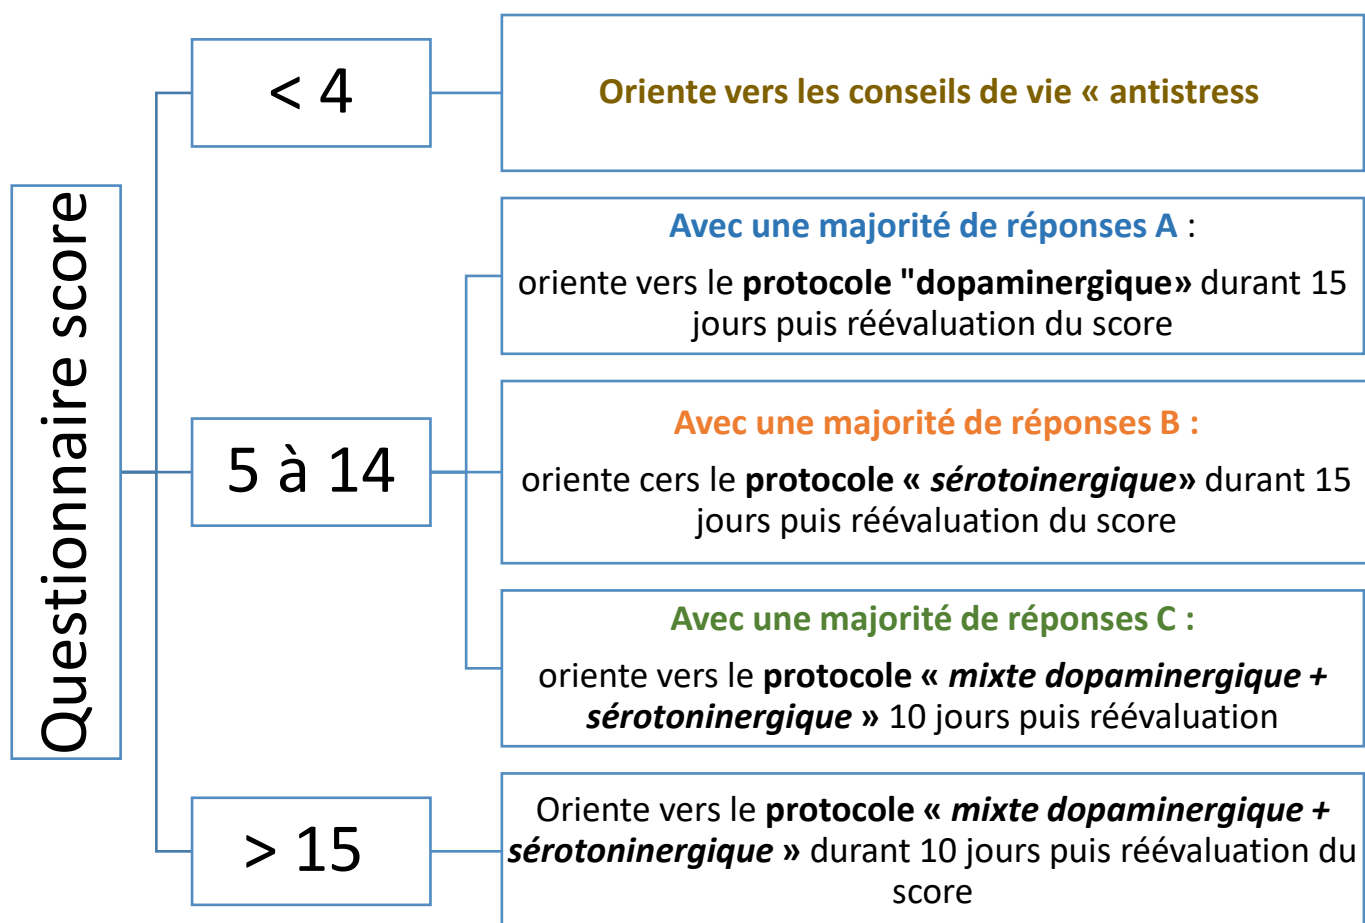 Questionnaire score
< 4
Oriente vers les conseils de vie « antistress
5 à 14
Avec une majorité de réponses A :
oriente vers le protocole "dopaminergique» durant 15
jours puis réévaluation du score
Avec une majorité de réponses B :
oriente cers le protocole « sérotoinergique» durant 15
jours puis réévaluation du score
Avec une majorité de réponses C :
oriente vers le protocole « mixte dopaminergique +
sérotoninergique » 10 jours puis réévaluation
> 15
Oriente vers le protocole « mixte dopaminergique +
sérotoninergique » durant 10 jours puis réévaluation du
score